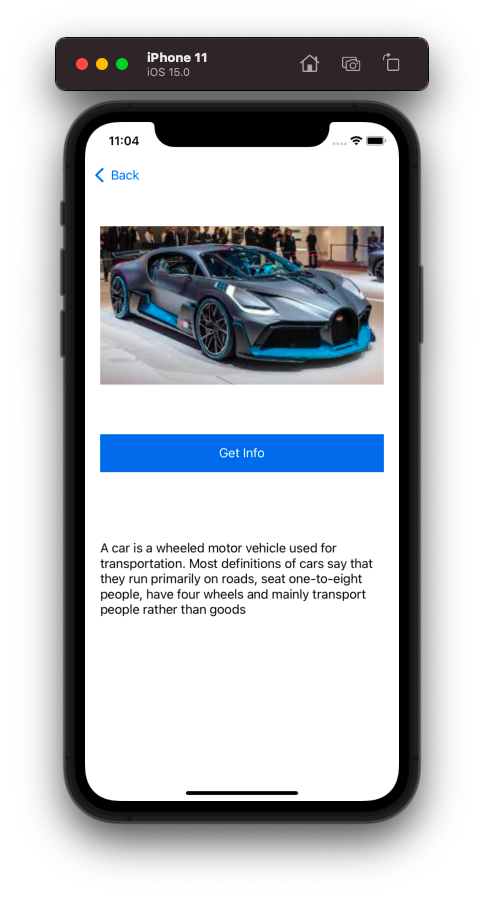 iPhone 11
iOS 15.0
11:04
Back
Get Info
A car is a wheeled motor vehicle used for
transportation. Most definitions of cars say that
they run primarily on roads, seat one-to-eight
people, have four wheels and mainly transport
people rather than goods